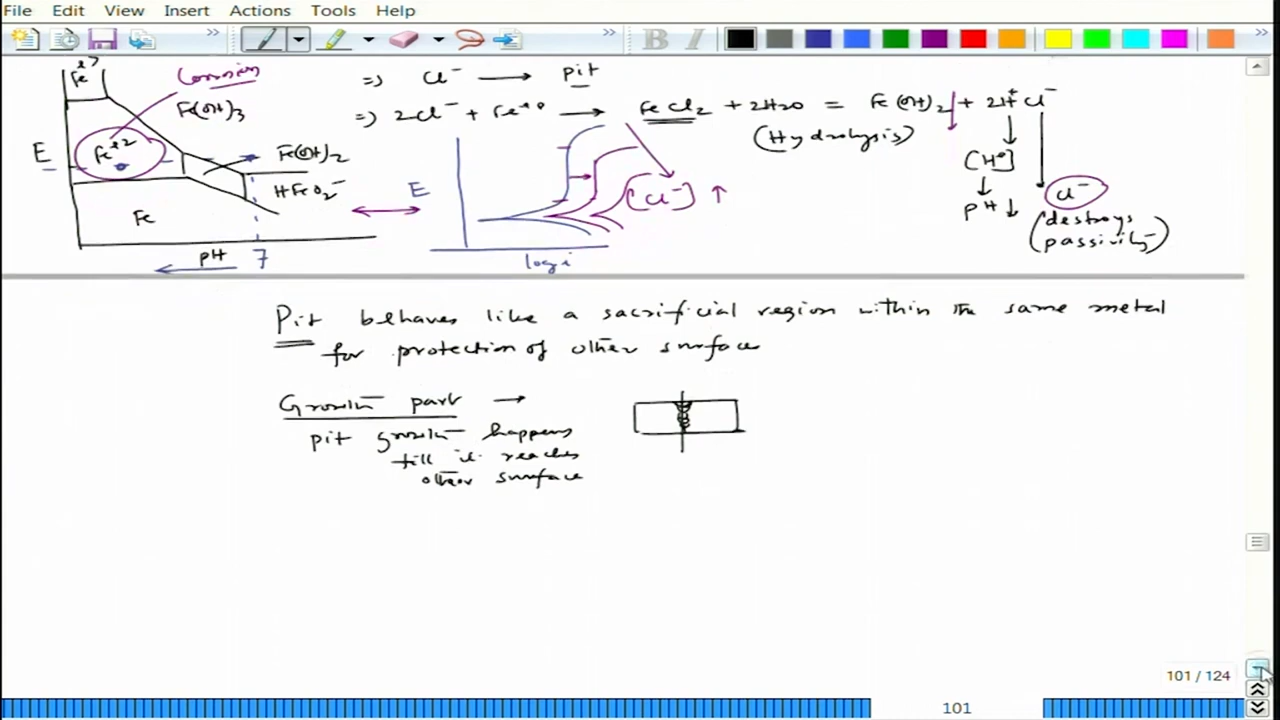 File Edit View Insert Actions Tools Help
Corrosion
Fe+3
Fe(OH)3
Fe+2
E
Fe(OH)2
HFeO2-
Fe
pH 7
=) Cl- → pit
=) 2Cl- + Fe++ → FeCl2 + 2H2O = Fe(OH)2↓ + 2H+Cl-
(Hydrolysis)
E
[Cl-] ↑
log i
[H+]
pH ↓
Cl-
(destroys
passivity)
Pit behaves like a sacrificial region within the same metal
for protection of other surface
Growth part →
pit growth happens
till it reaches
other surface
101 / 124
101